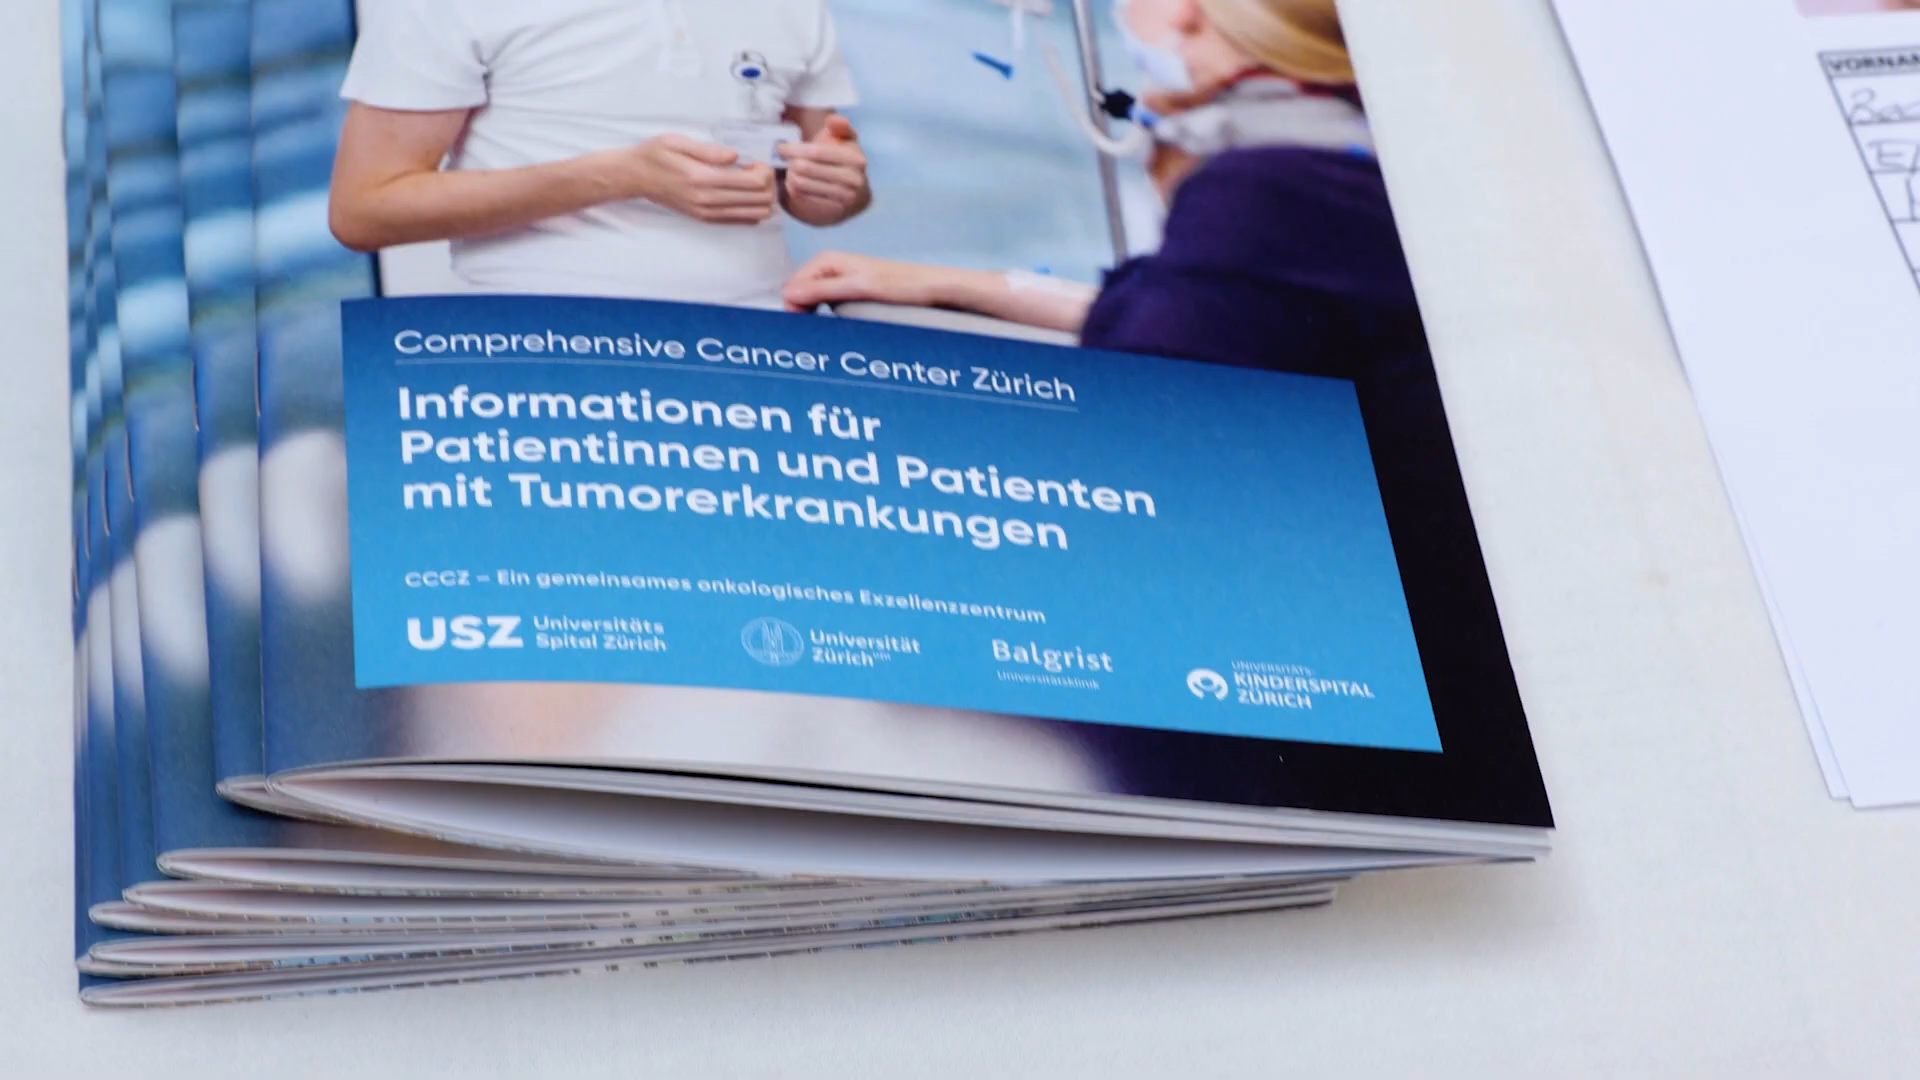 Comprehensive Cancer Center Zürich
Informationen für
Patientinnen und Patienten
mit Tumorerkrankungen
CCCZ – Ein gemeinsames onkologisches Exzellenzzentrum
USZ Universitäts
Spital Zürich
Universität
Zürich UZH
Balgrist
Universitätsklinik
UNIVERSITÄTS-
KINDERSPITAL
ZÜRICH